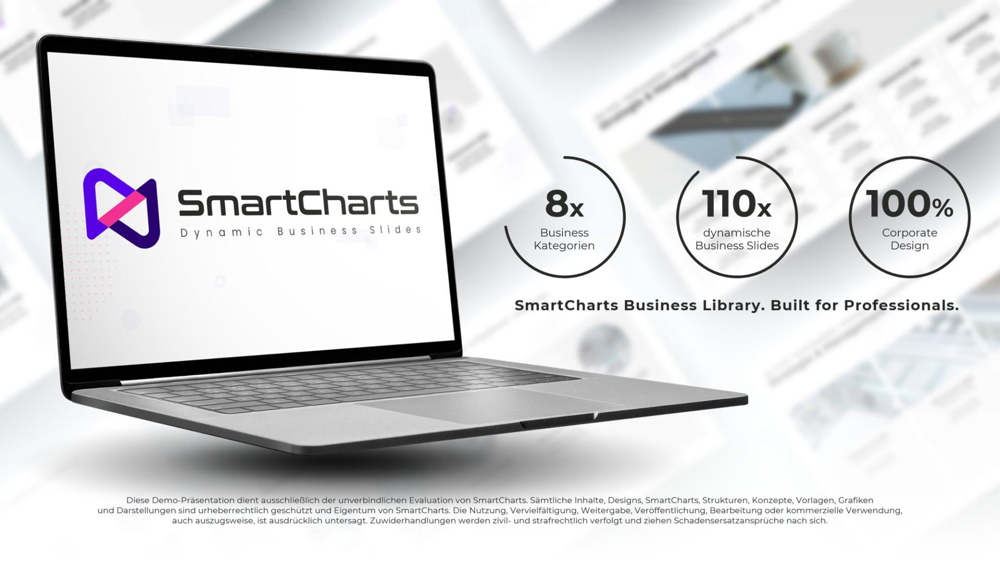 SmartCharts
Dynamic Business Slides
8x
Business
Kategorien
110x
dynamische
Business Slides
100%
Corporate
Design
SmartCharts Business Library. Built for Professionals.
Diese Demo-Präsentation dient ausschließlich der unverbindlichen Evaluation von SmartCharts. Sämtliche Inhalte, Designs, SmartCharts, Strukturen, Konzepte, Vorlagen, Grafiken
und Darstellungen sind urheberrechtlich geschützt und Eigentum von SmartCharts. Die Nutzung, Vervielfältigung, Weitergabe, Veröffentlichung, Bearbeitung oder kommerzielle Verwendung,
auch auszugsweise, ist ausdrücklich untersagt. Zuwiderhandlungen werden zivil- und strafrechtlich verfolgt und ziehen Schadensersatzansprüche nach sich.